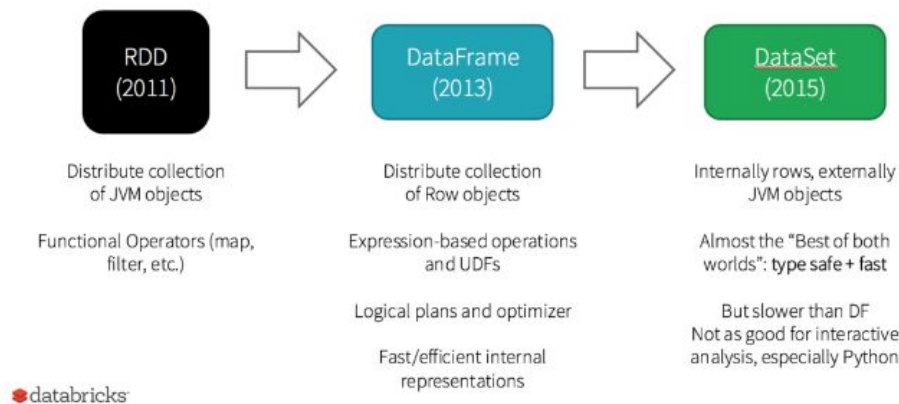 RDD
(2011)
DataFrame
(2013)
DataSet
(2015)
Distribute collection
of JVM objects
Functional Operators (map,
filter, etc.)
Distribute collection
of Row objects
Expression-based operations
and UDFs
Logical plans and optimizer
Fast/efficient internal
representations
Internally rows, externally
JVM objects
Almost the “Best of both
worlds”: type safe + fast
But slower than DF
Not as good for interactive
analysis, especially Python
databricks